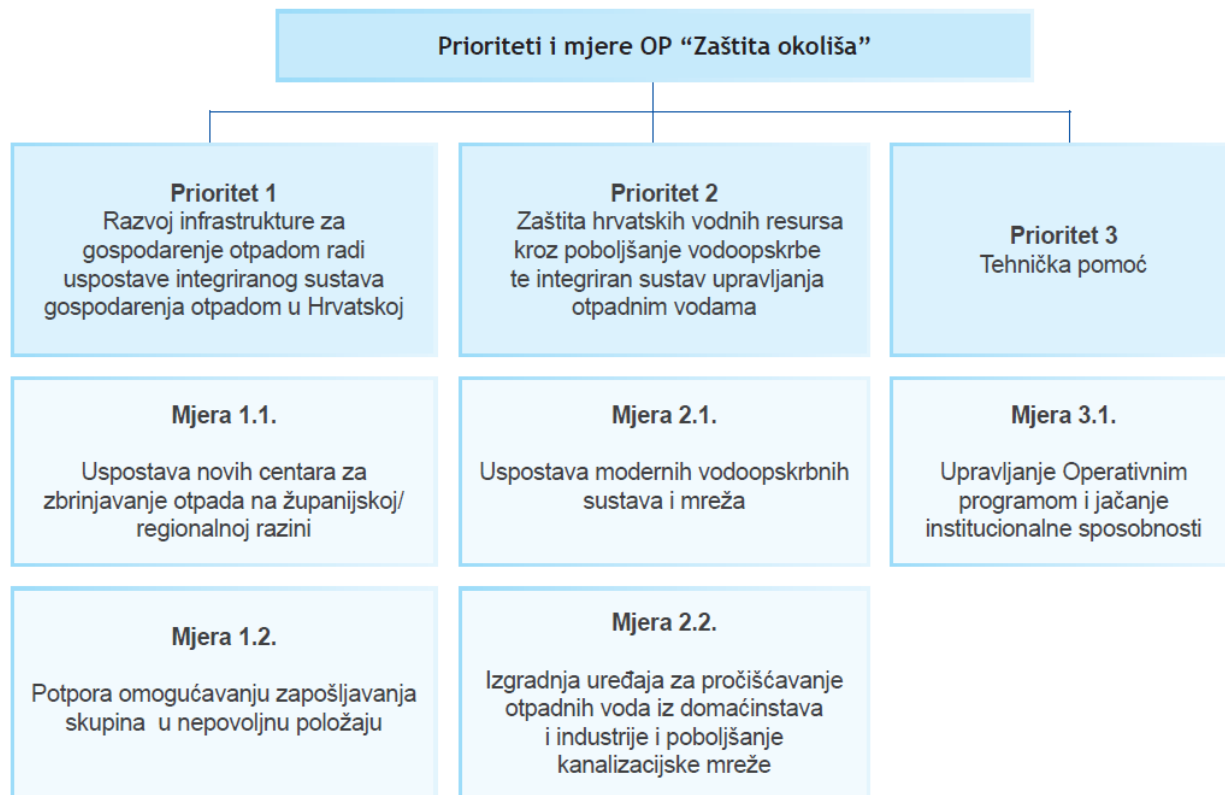 Prioriteti i mjere OP “Zaštita okoliša”
Prioritet 1
Razvoj infrastrukture za
gospodarenje otpadom radi
uspostave integriranog sustava
gospodarenja otpadom u Hrvatskoj
Prioritet 2
Zaštita hrvatskih vodnih resursa
kroz poboljšanje vodoopskrbe
te integriran sustav upravljanja
otpadnim vodama
Prioritet 3
Tehnička pomoć
Mjera 1.1.
Uspostava novih centara za
zbrinjavanje otpada na županijskoj/
regionalnoj razini
Mjera 2.1.
Uspostava modernih vodoopskrbnih
sustava i mreža
Mjera 3.1.
Upravljanje Operativnim
programom i jačanje
institucionalne sposobnosti
Mjera 1.2.
Potpora omogućavanju zapošljavanja
skupina u nepovoljnu položaju
Mjera 2.2.
Izgradnja uređaja za pročišćavanje
otpadnih voda iz domaćinstava
i industrije i poboljšanje
kanalizacijske mreže